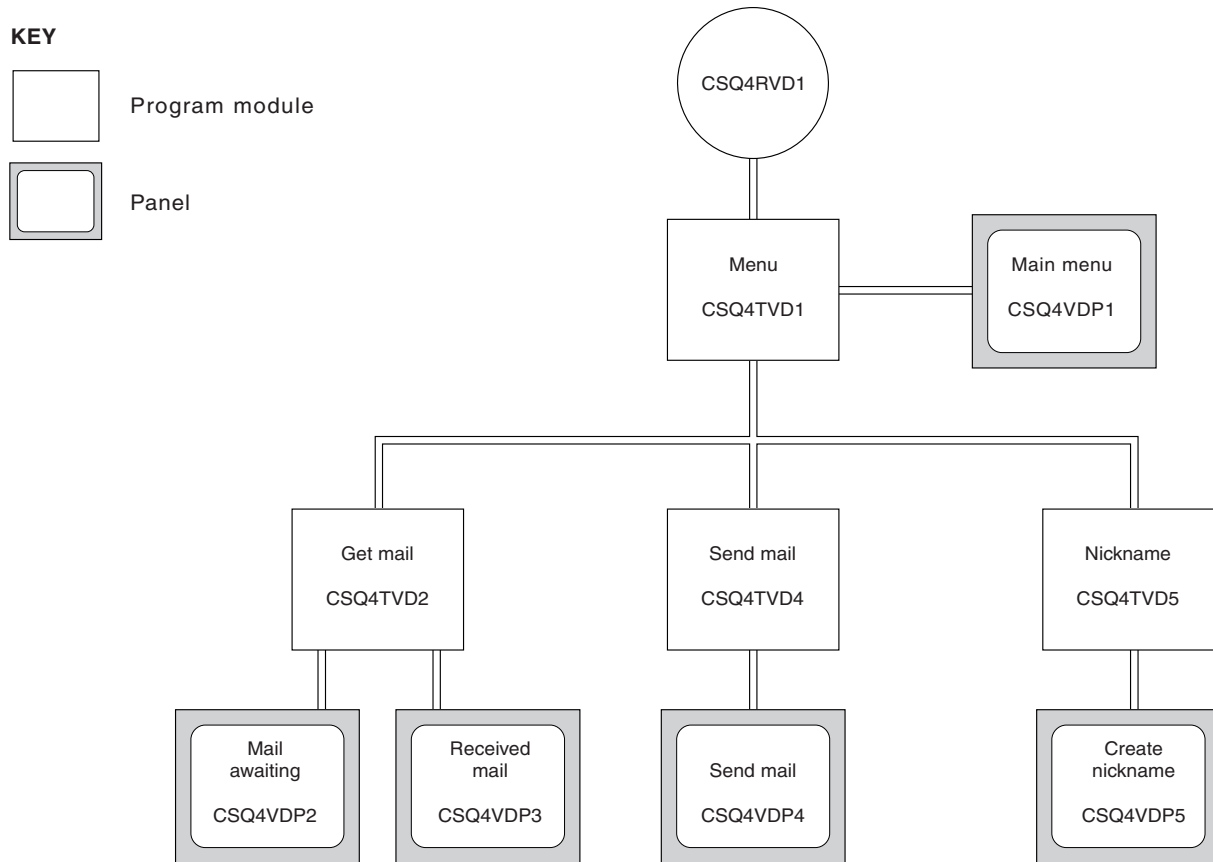 KEY
Program module
Panel
CSQ4RVD1
Menu
CSQ4TVD1
Main menu
CSQ4VDP1
Get mail
CSQ4TVD2
Send mail
CSQ4TVD4
Nickname
CSQ4TVD5
Mail
awaiting
CSQ4VDP2
Received
mail
CSQ4VDP3
Send mail
CSQ4VDP4
Create
nickname
CSQ4VDP5